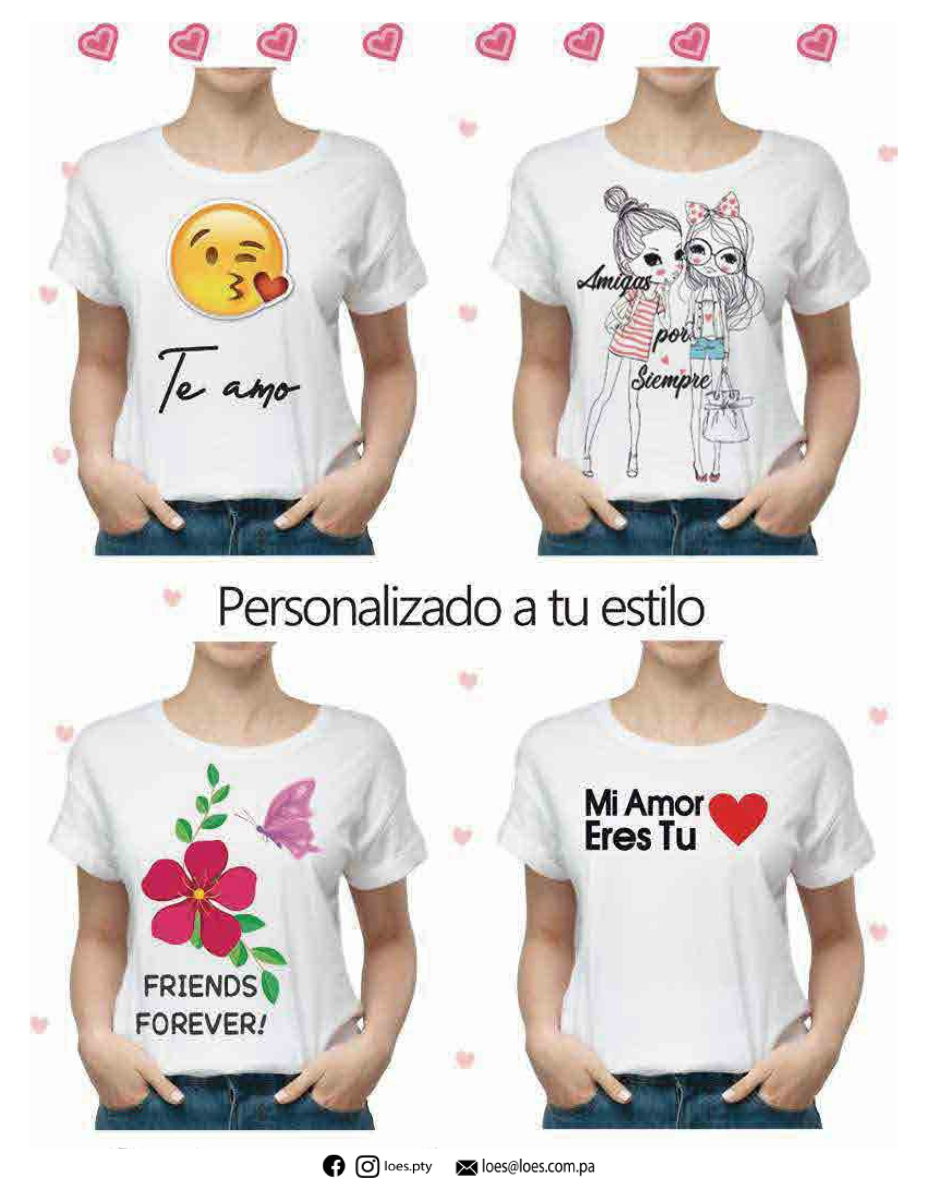 Te amo
Amigas
por
Siempre
Personalizado a tu estilo
FRIENDS
FOREVER!
Mi Amor
Eres Tu
loes.pty loes@loes.com.pa